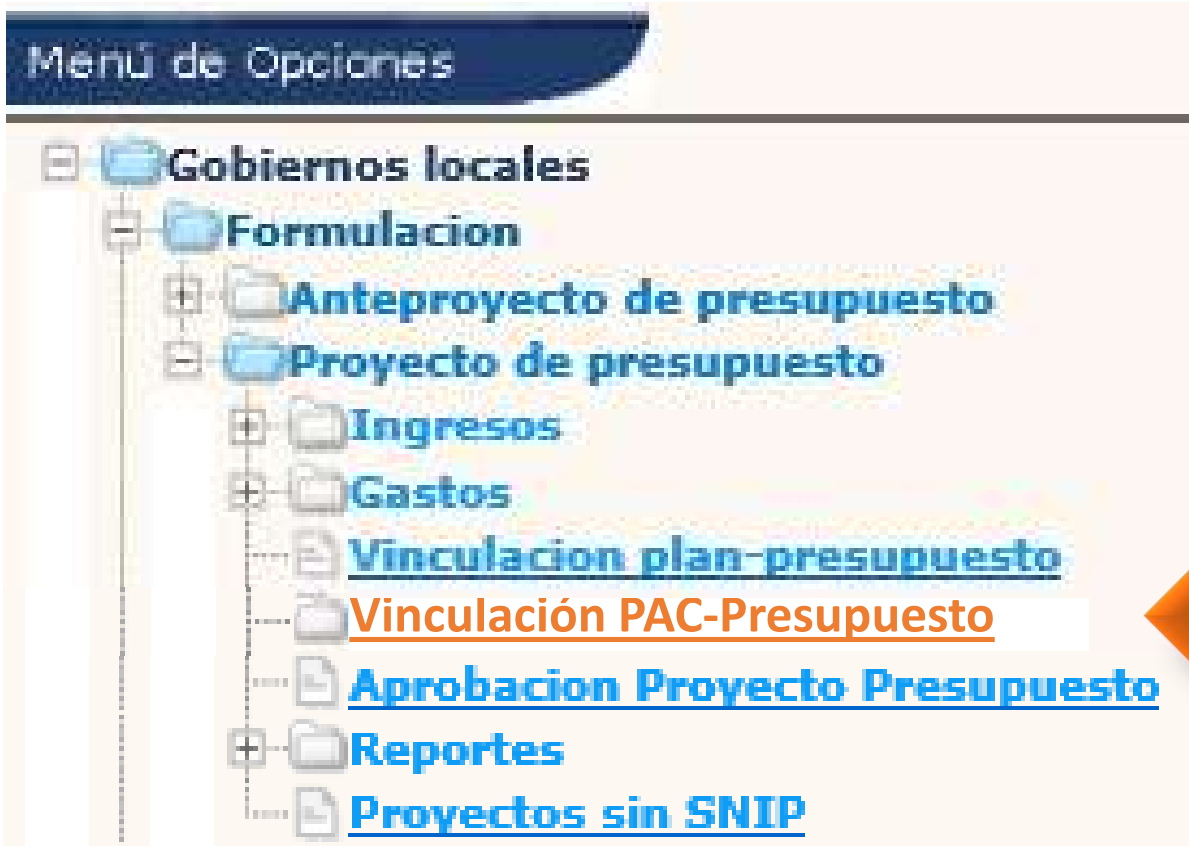 Menú de Opciones
Gobiernos locales
Formulacion
Anteproyecto de presupuesto
Proyecto de presupuesto
Ingresos
Gastos
Vinculacion plan-presupuesto
Vinculación PAC-Presupuesto
Aprobacion Proyecto Presupuesto
Reportes
Proyectos sin SNIP